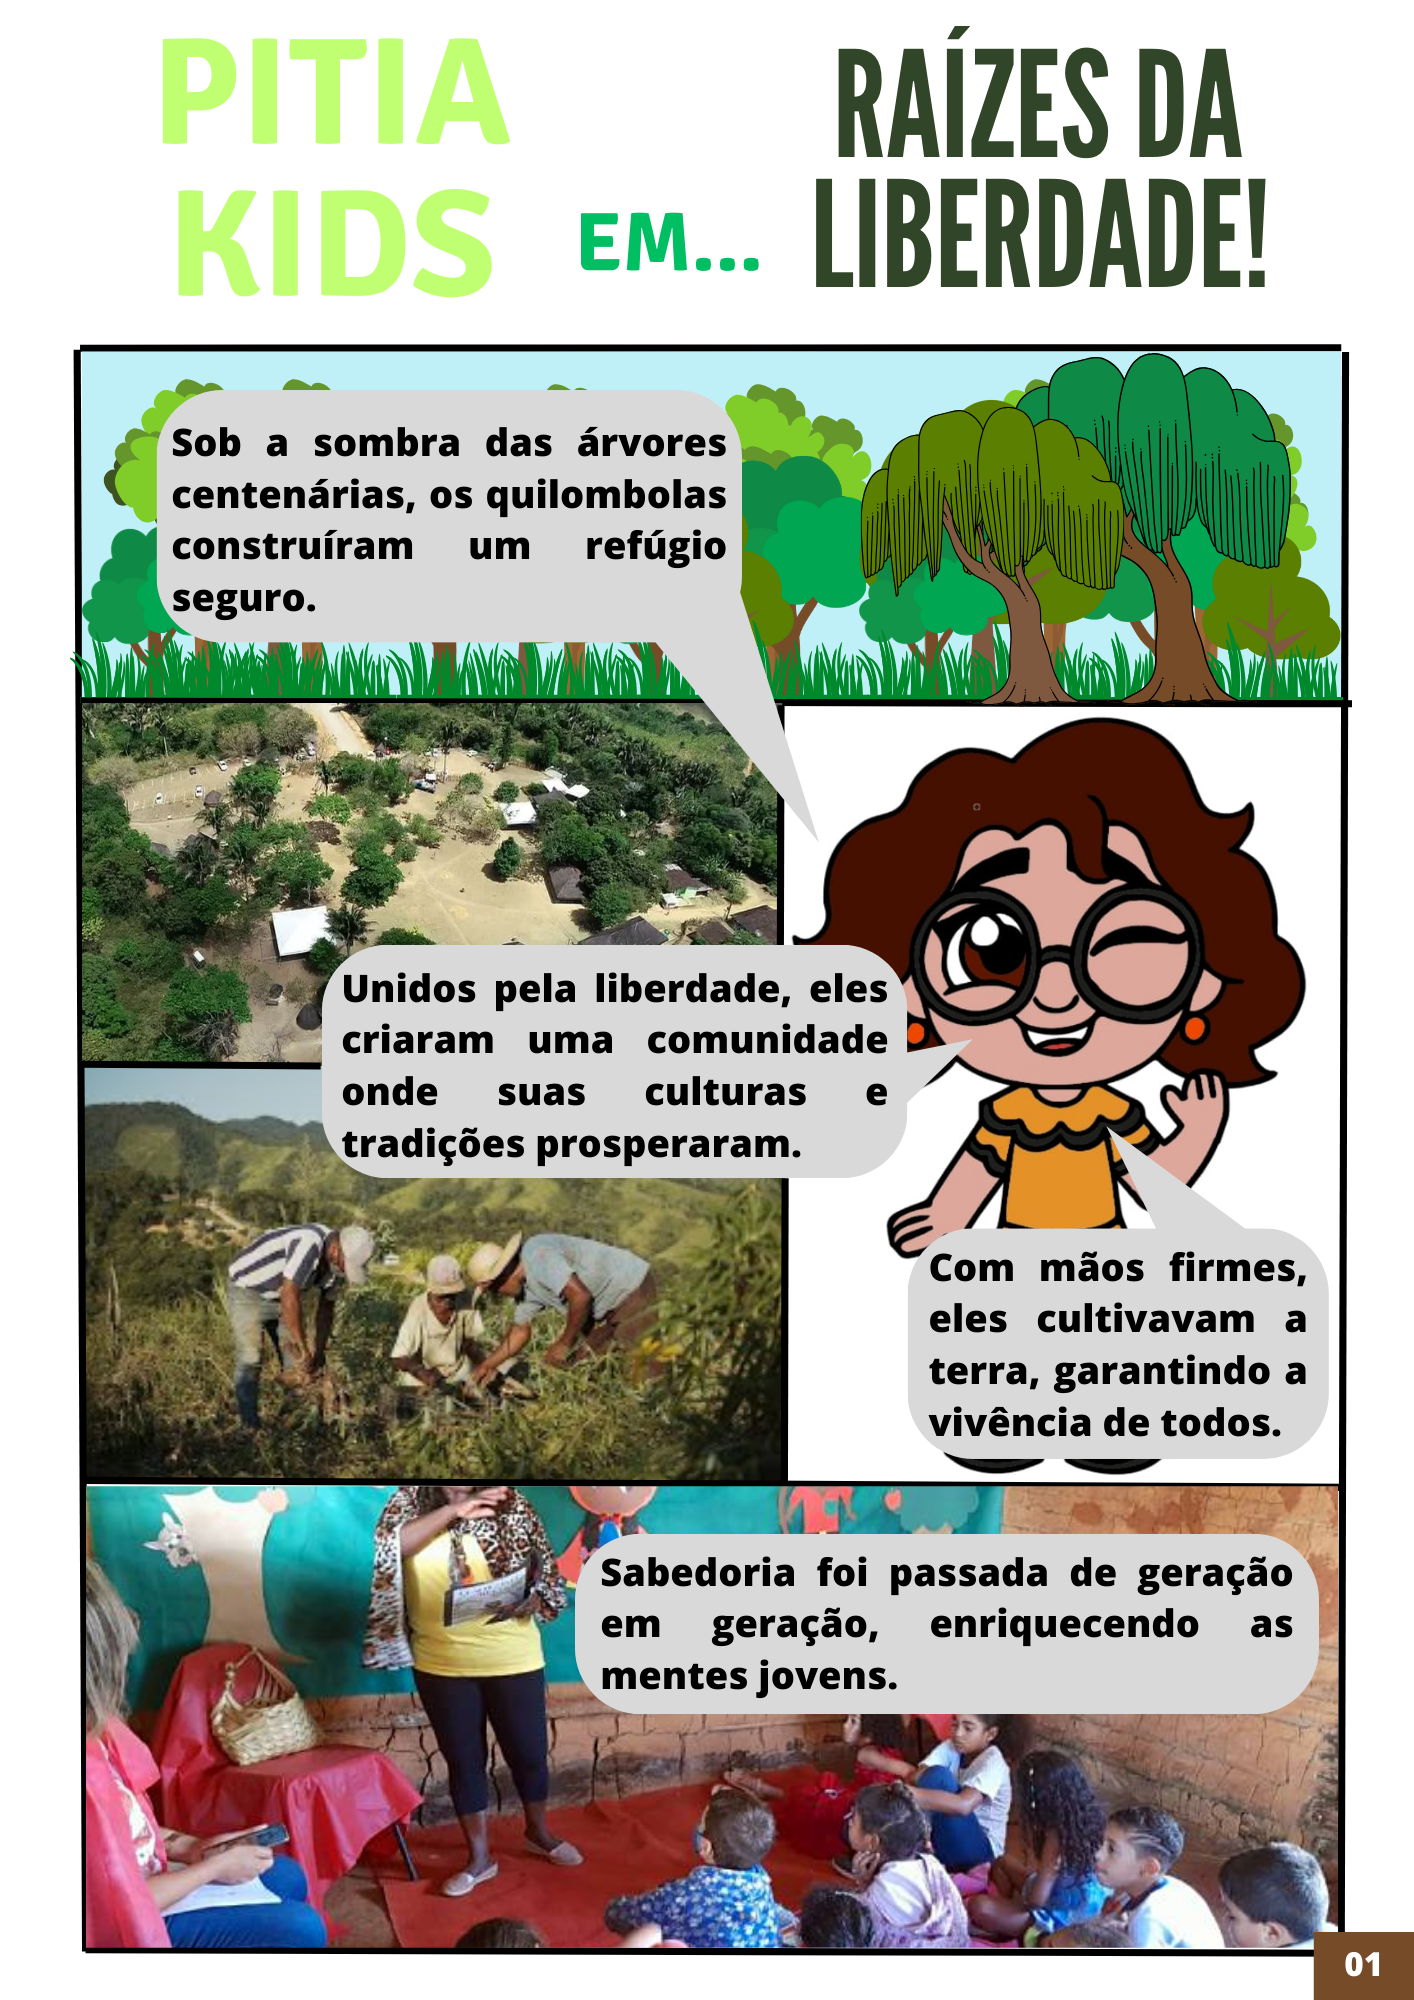 PITIA
KIDS
EM...
RAÍZES DA
LIBERDADE!
Sob a sombra das árvores
centenárias, os quilombolas
construíram um refúgio
seguro.
Unidos pela liberdade, eles
criaram uma comunidade
onde suas culturas e
tradições prosperaram.
Com mãos firmes,
eles cultivavam a
terra, garantindo a
vivência de todos.
Sabedoria foi passada de geração
em geração, enriquecendo as
mentes jovens.
01